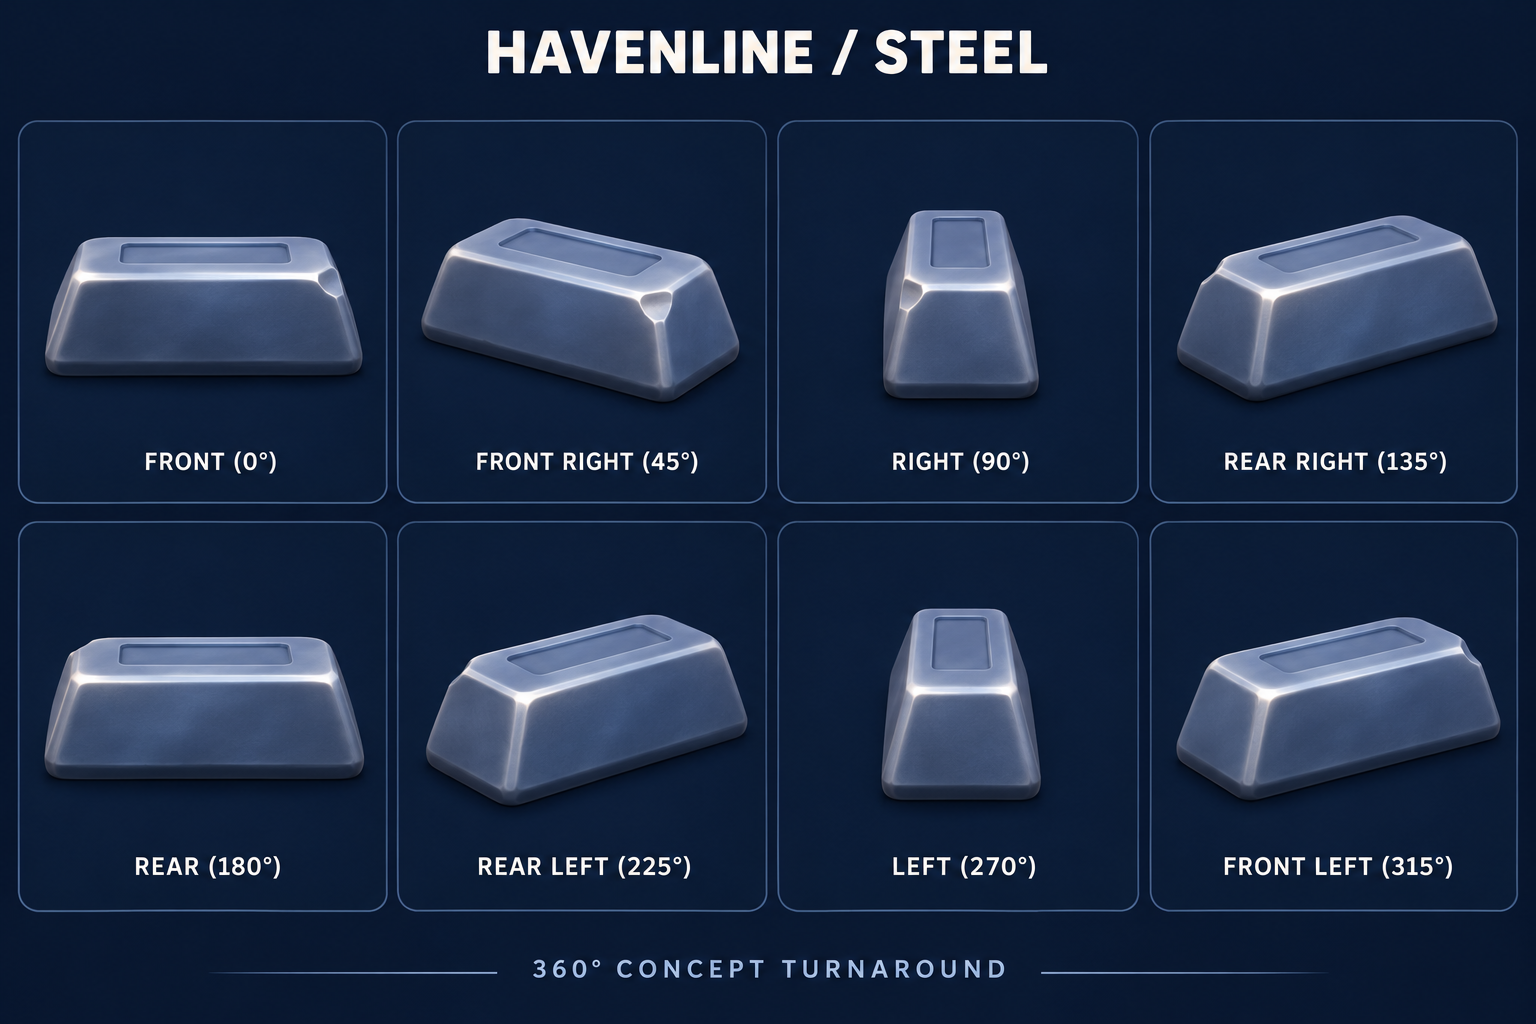 HAVENLINE / STEEL
FRONT (0°)
FRONT RIGHT (45°)
RIGHT (90°)
REAR RIGHT (135°)
REAR (180°)
REAR LEFT (225°)
LEFT (270°)
FRONT LEFT (315°)
360° CONCEPT TURNAROUND